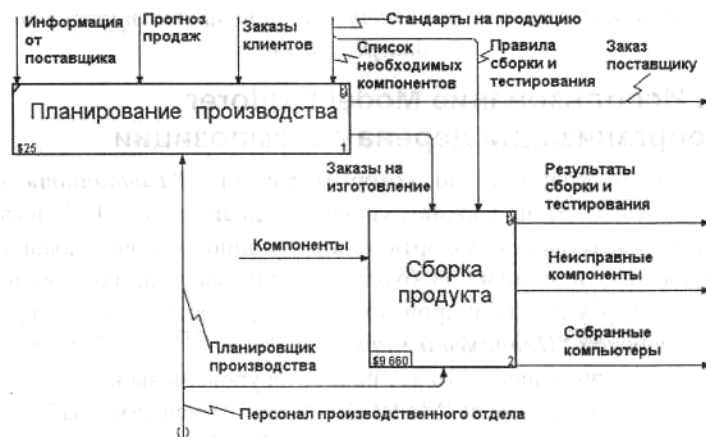 Информация
от
поставщика
Прогноз
продаж
Заказы
клиентов
Стандарты на продукцию
Список
необходимых
компонентов
Правила
сборки и
тестирования
Заказ
поставщику
Планирование производства
$25
1
Заказы на
изготовление
Результаты
сборки и
тестирования
Компоненты
Сборка
продукта
$9 660
2
Неисправные
компоненты
Собранные
компьютеры
Планировщик
производства
Персонал производственного отдела